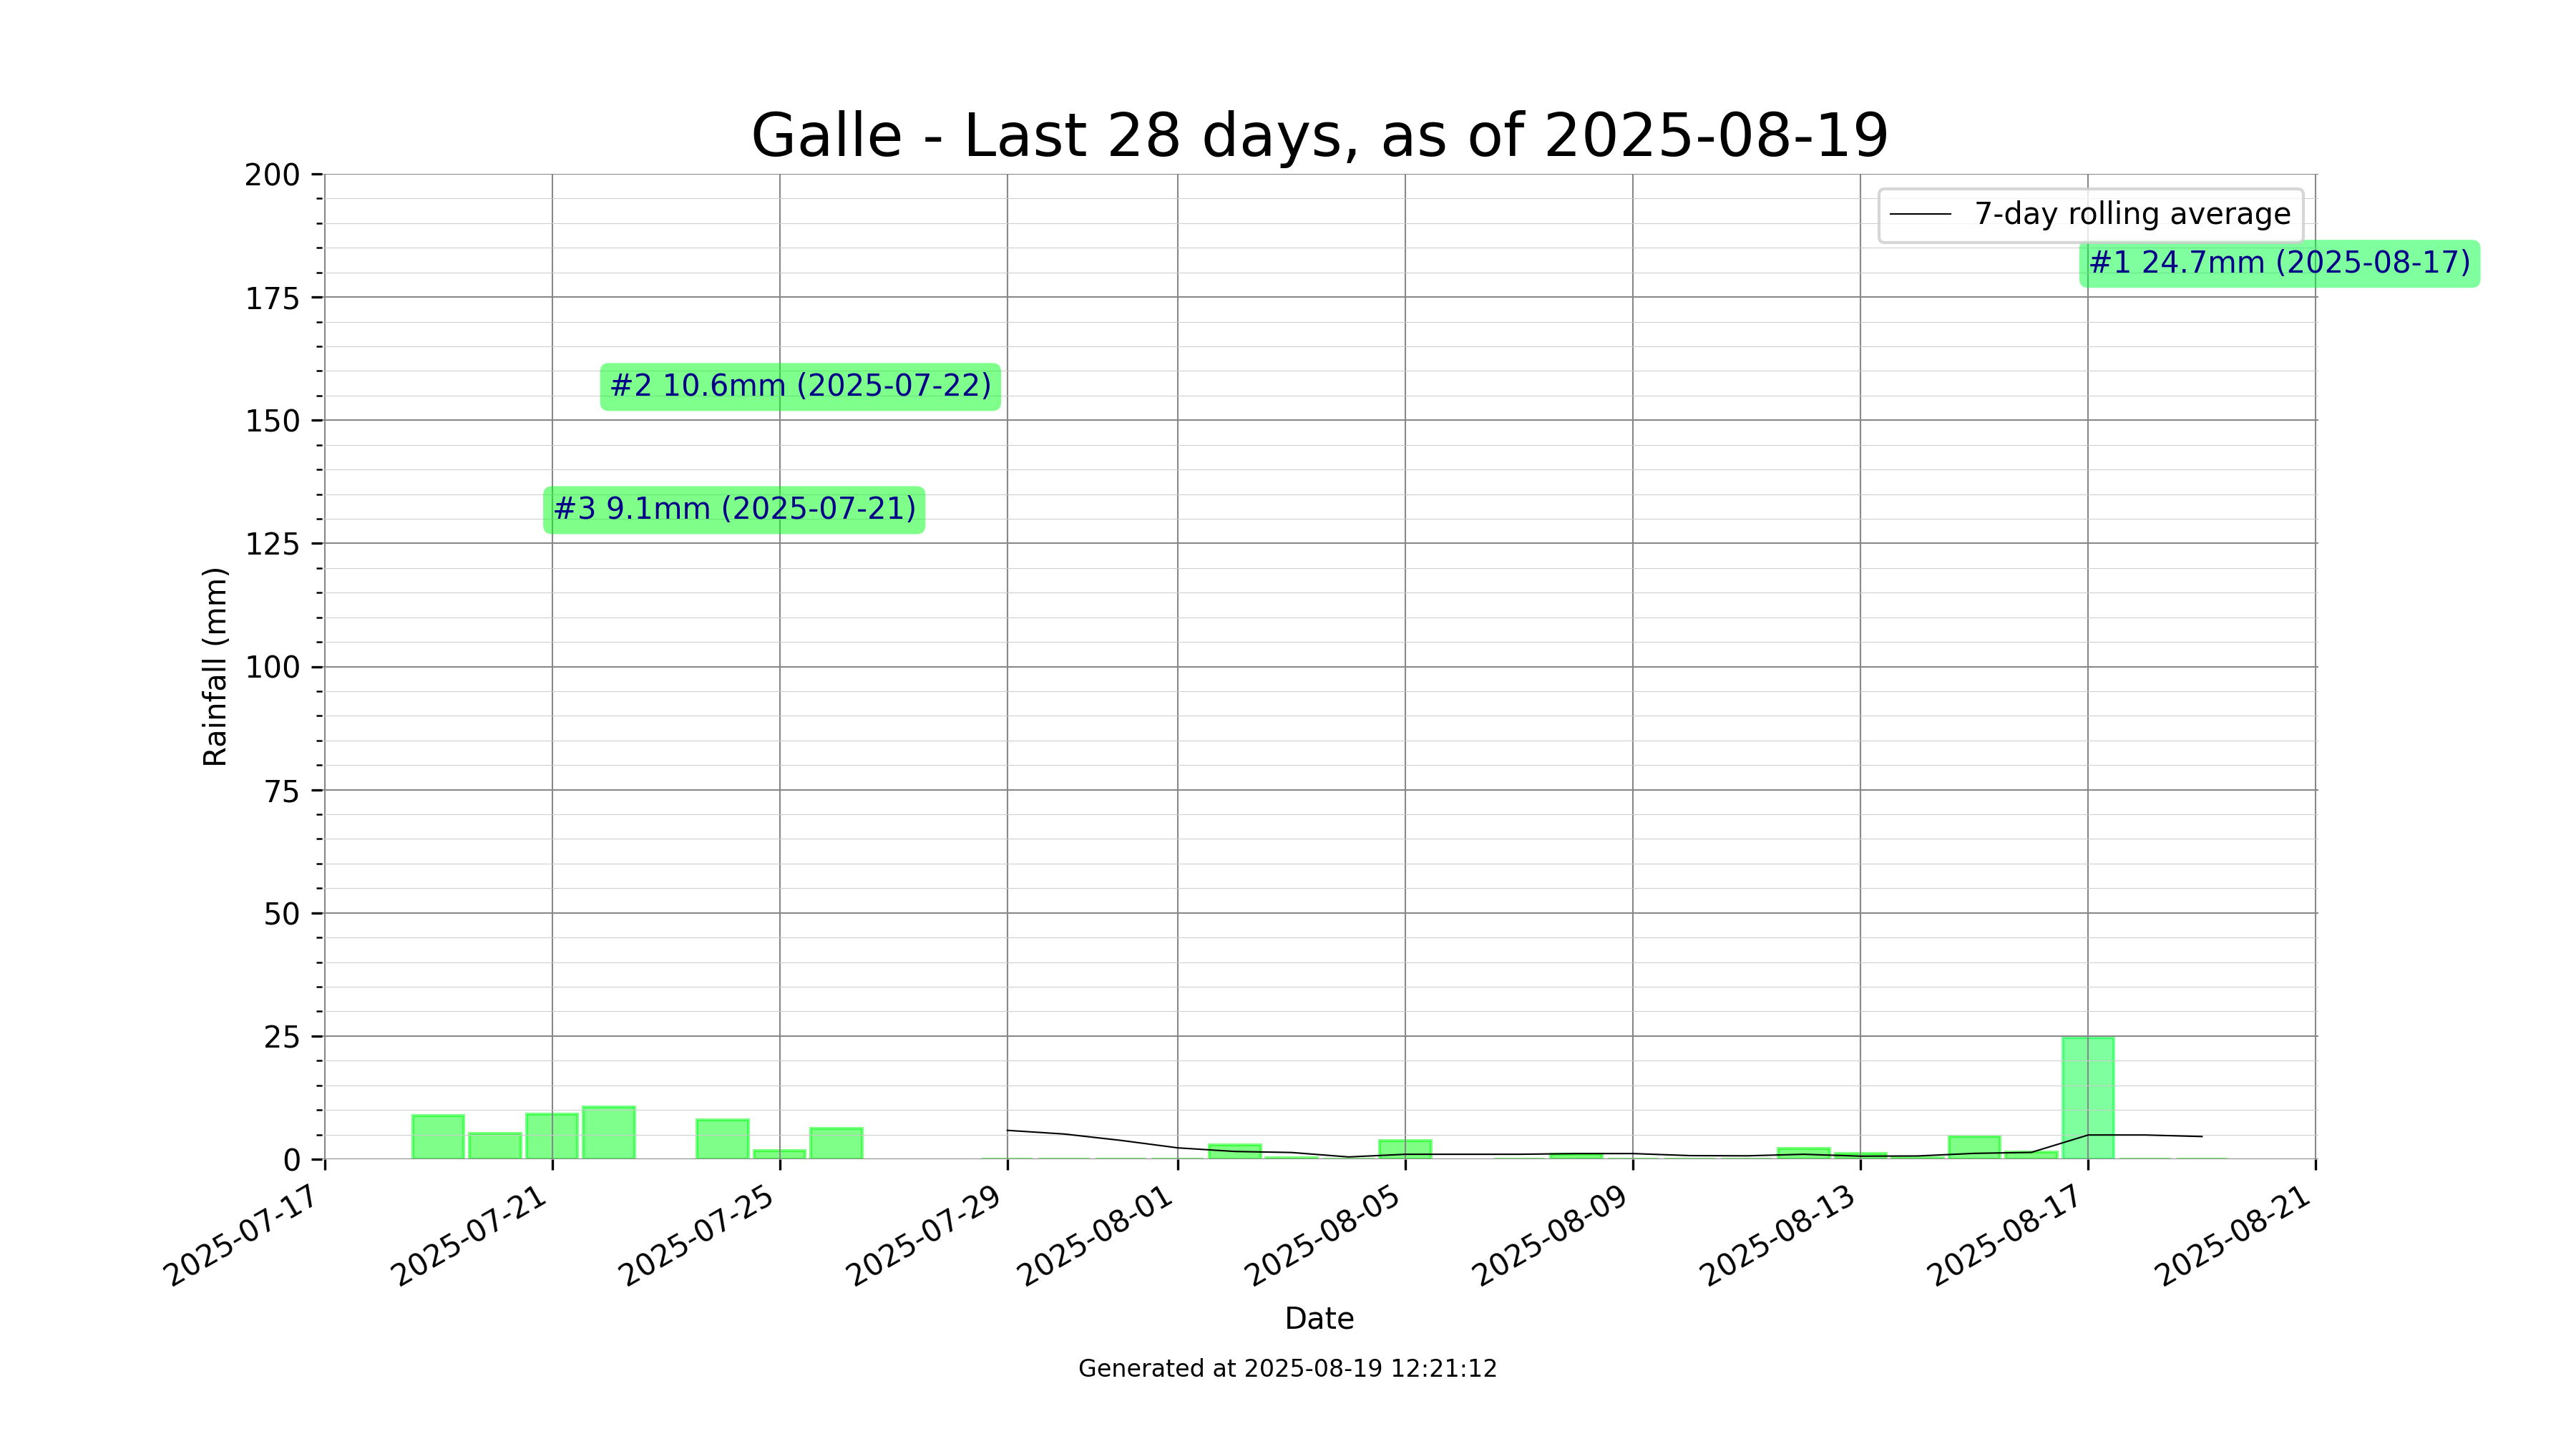 Galle - Last 28 days, as of 2025-08-19
7-day rolling average
#1 24.7mm (2025-08-17)
#2 10.6mm (2025-07-22)
#3 9.1mm (2025-07-21)
200
175
150
125
100
75
50
25
0
Rainfall (mm)
2025-07-17
2025-07-21
2025-07-25
2025-07-29
2025-08-01
2025-08-05
2025-08-09
2025-08-13
2025-08-17
2025-08-21
Date
Generated at 2025-08-19 12:21:12